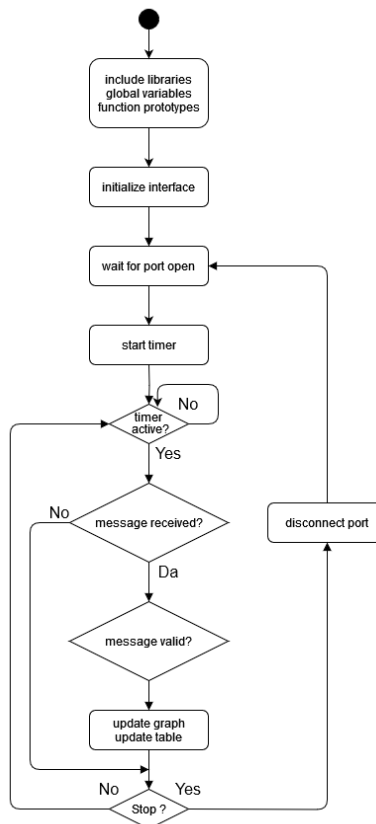 include libraries
global variables
function prototypes
initialize interface
wait for port open
start timer
No
timer
active?
Yes
No
message received?
disconnect port
Da
message valid?
update graph
update table
No
Yes
Stop ?